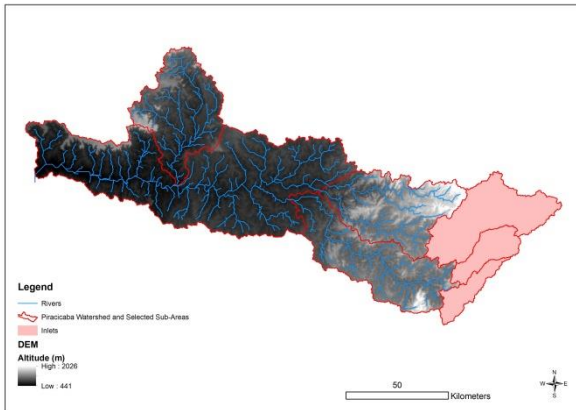 Legend
Rivers
Piracicaba Watershed and Selected Sub-Areas
Inlets
DEM
Altitude (m)
High : 2026
Low : 441
50
Kilometers
N
W E
S